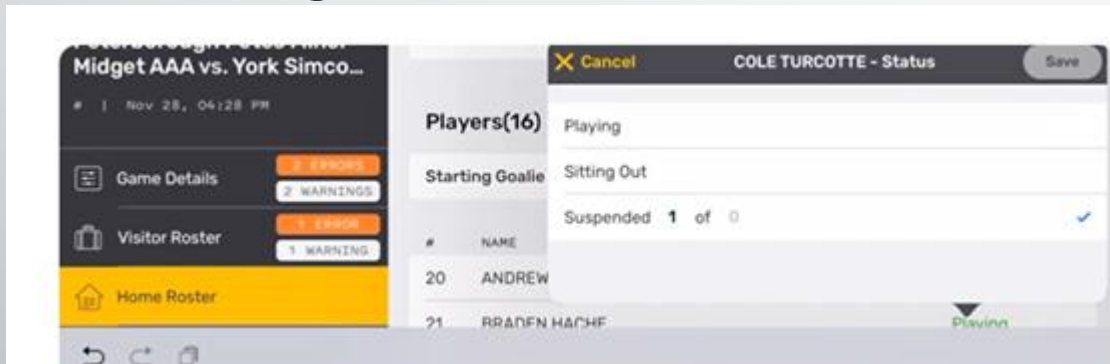 Midget AAA vs. York Simco...
# | Nov 28, 04:28 PM
Game Details
2 ERRORS
2 WARNINGS
Visitor Roster
1 ERROR
1 WARNING
Home Roster
Players(16)
Starting Goalie
# NAME
20 ANDREW
21 BRADEN HACHE
Playing
Cancel
COLE TURCOTTE - Status
Save
Playing
Sitting Out
Suspended 1 of 0